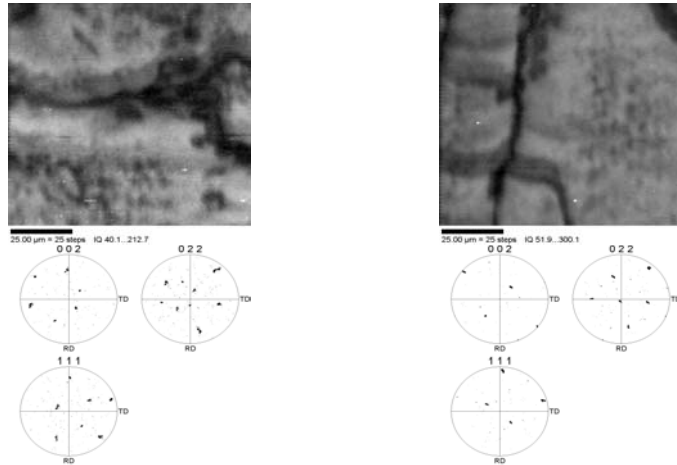 25.00 µm = 25 steps IQ 40.1...212.7
0 0 2
0 2 2
TD
TD
RD
RD
1 1 1
TD
RD
25.00 µm = 25 steps IQ 51.9...300.1
0 0 2
0 2 2
TD
TD
RD
RD
1 1 1
TD
RD